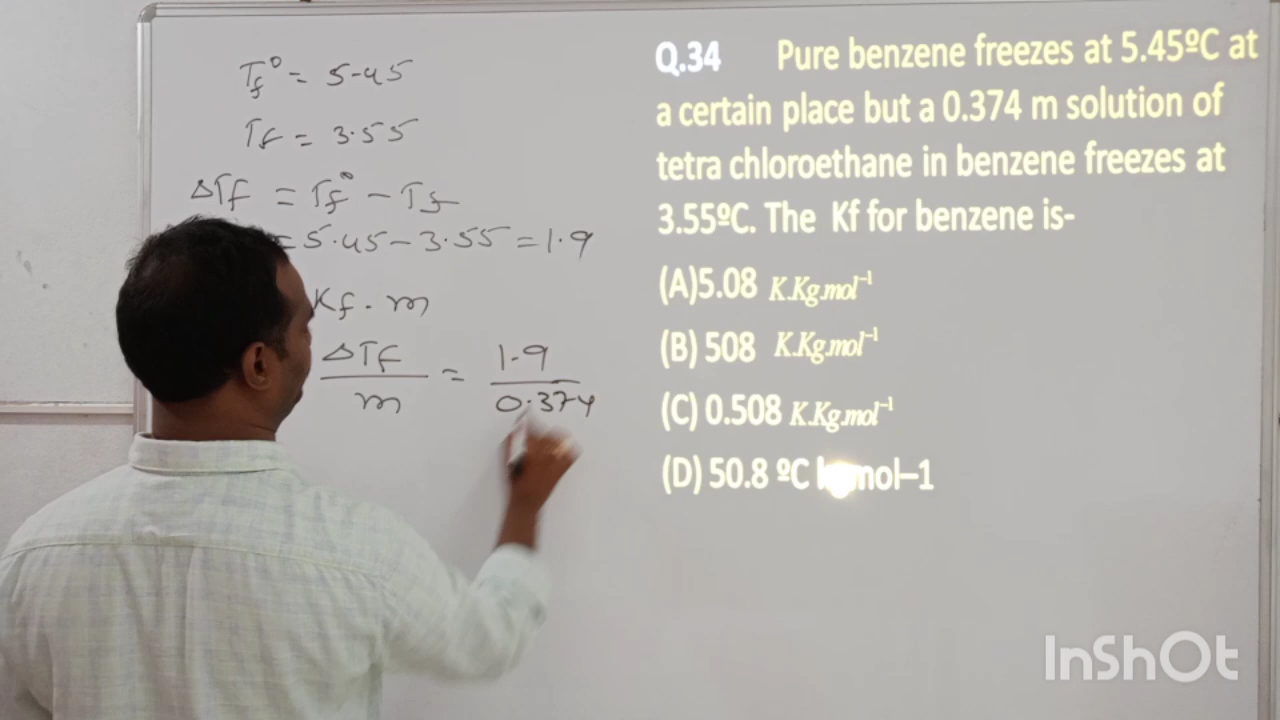 Tf° = 5.45
Tf = 3.55
ΔTf = Tf° - Tf
= 5.45 - 3.55 = 1.9
Kf . m
ΔTf / m = 1.9 / 0.374
Q.34 Pure benzene freezes at 5.45ºC at
a certain place but a 0.374 m solution of
tetra chloroethane in benzene freezes at
3.55ºC. The Kf for benzene is-
(A)5.08 K.Kg.mol⁻¹
(B) 508 K.Kg.mol⁻¹
(C) 0.508 K.Kg.mol⁻¹
(D) 50.8 ºC kgmol–1
InShOt